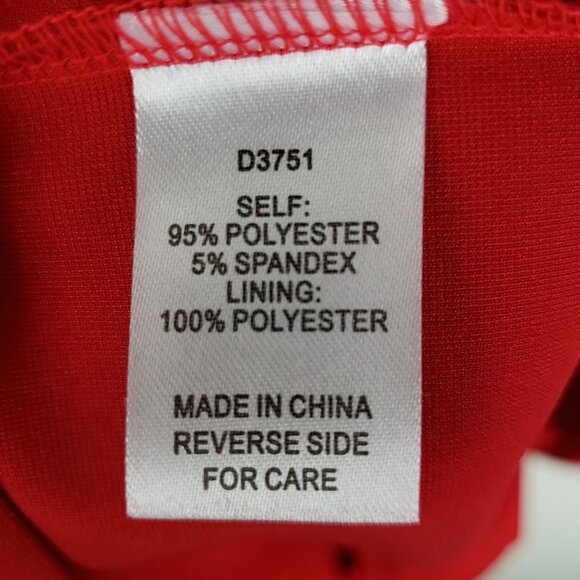 D3751
SELF:
95% POLYESTER
5% SPANDEX
LINING:
100% POLYESTER
MADE IN CHINA
REVERSE SIDE
FOR CARE